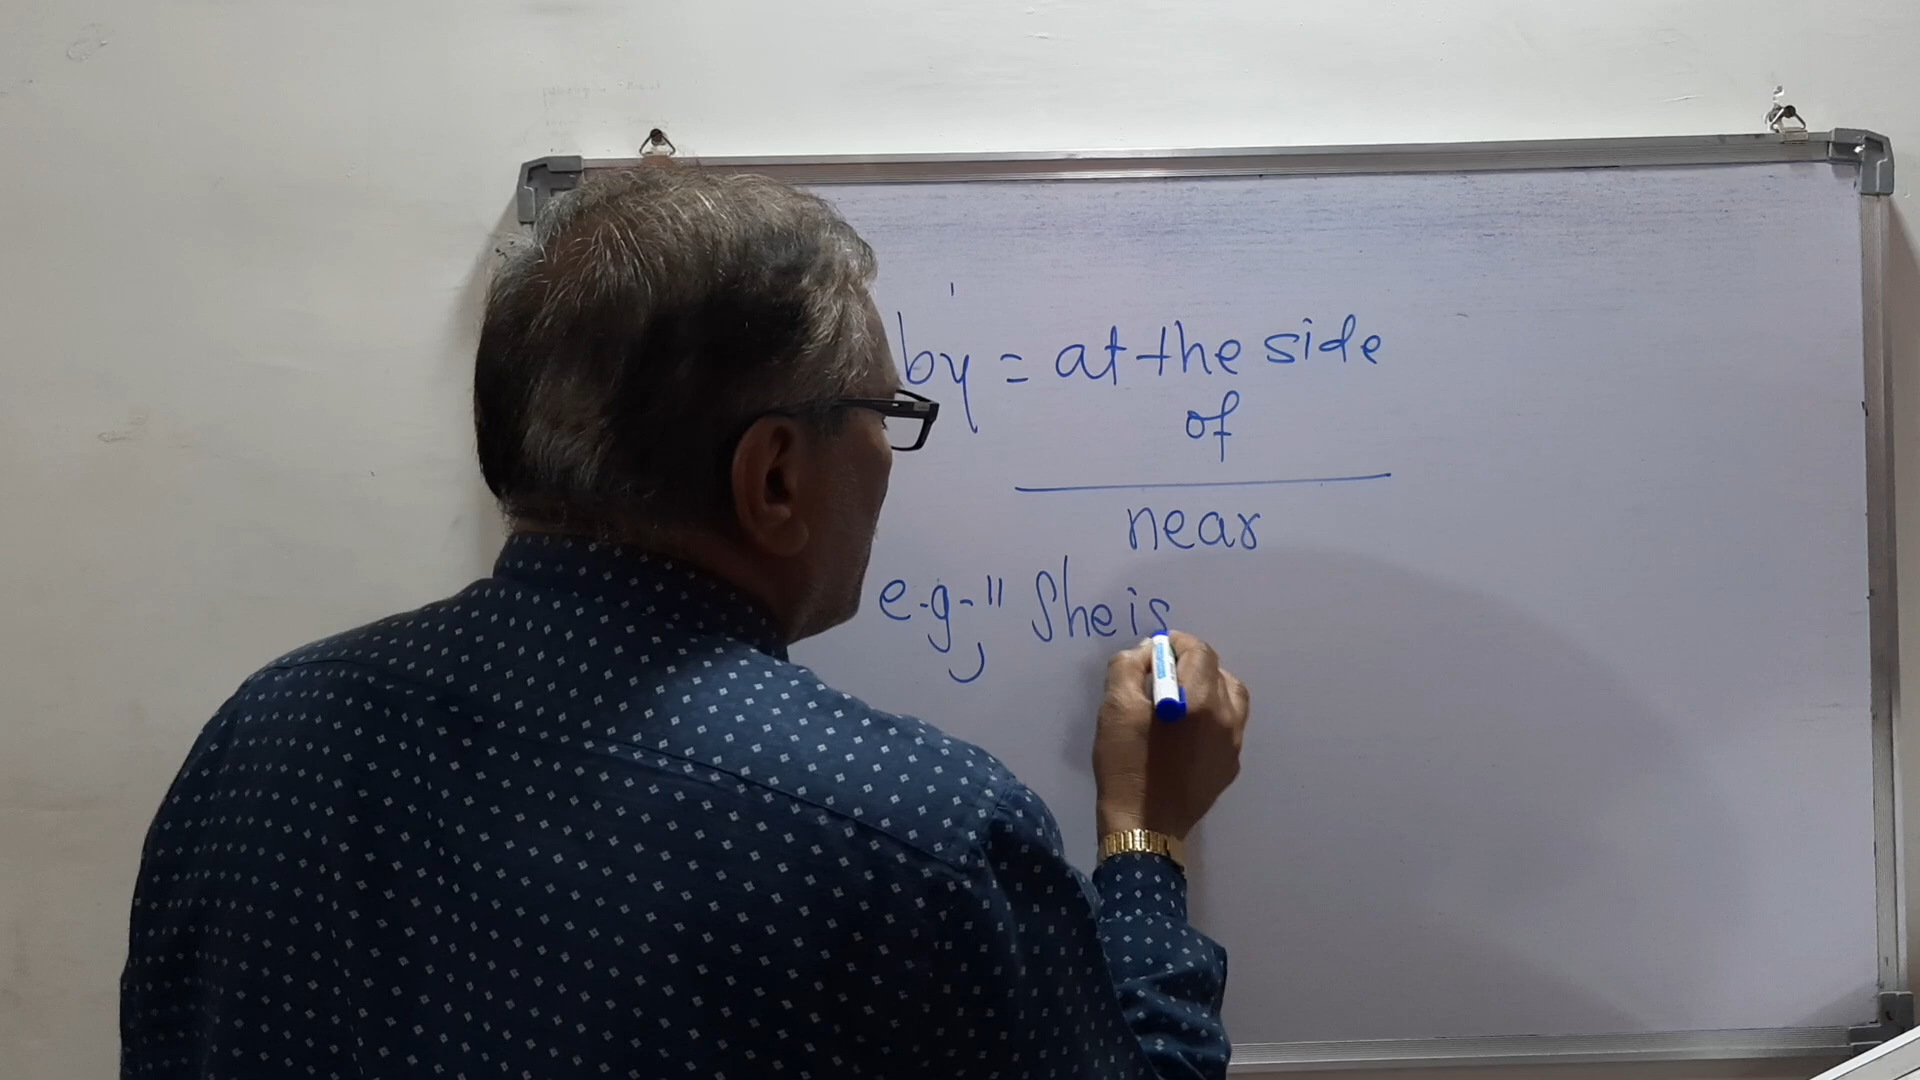 by = at the side
of
near
e.g-" She is